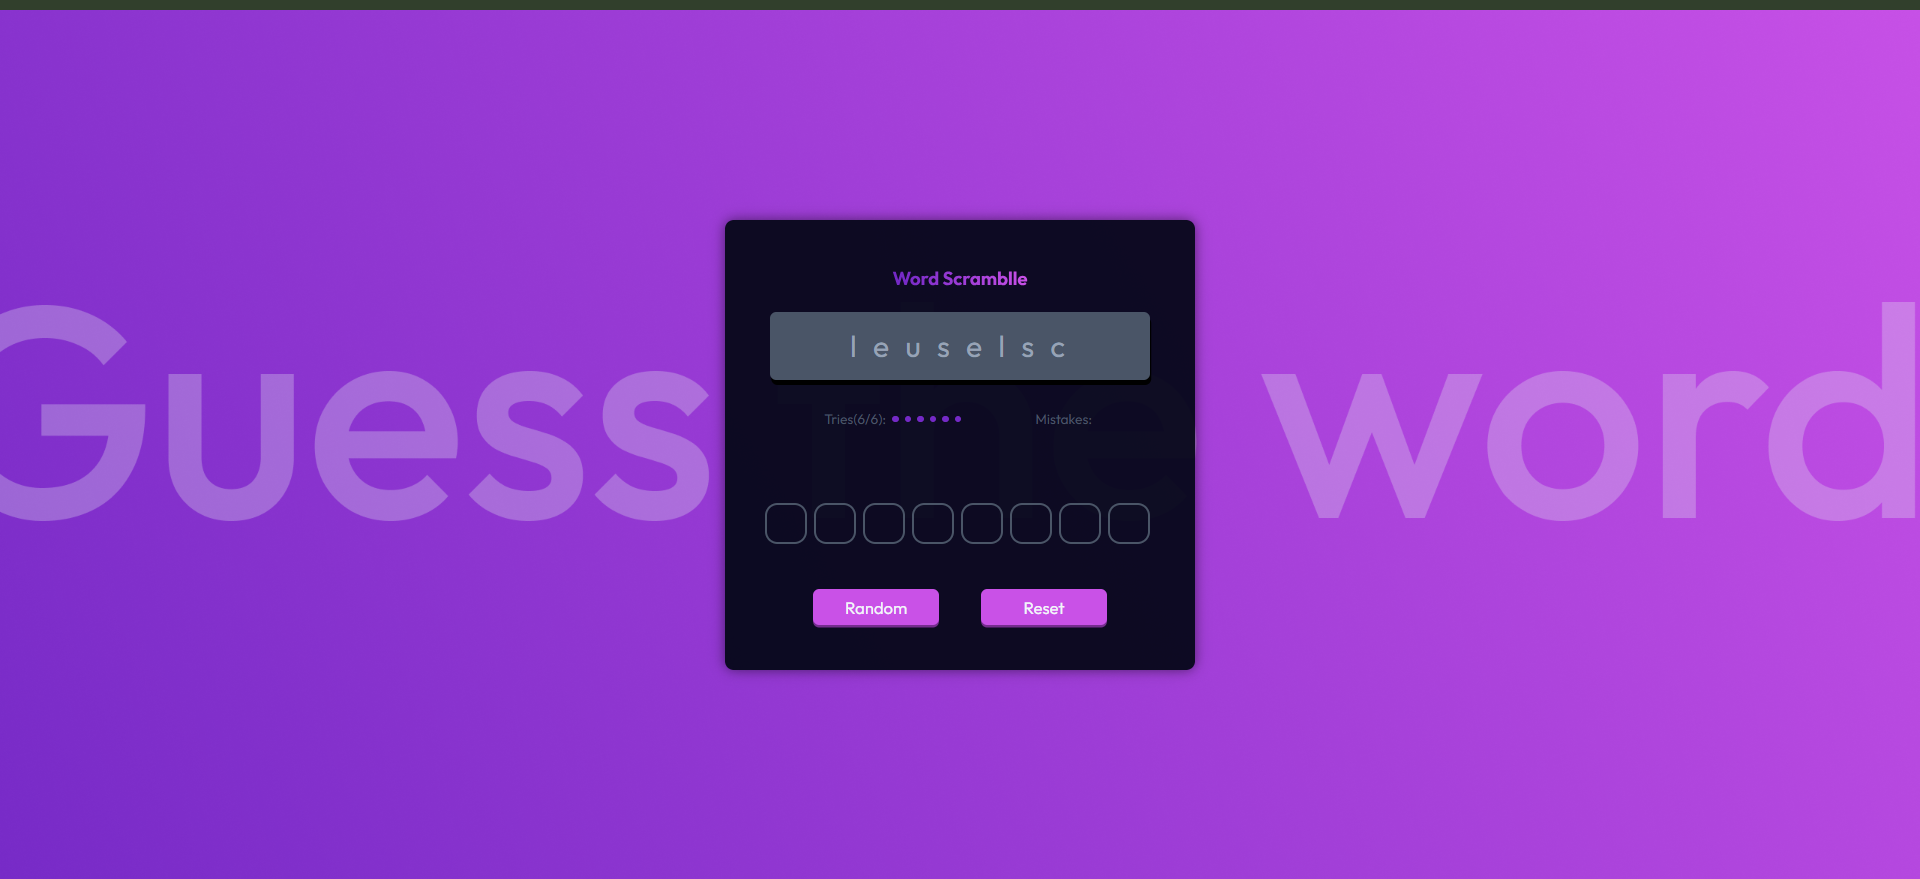 Guess the word
Word Scramblle
l e u s e l s c
Tries(6/6):
Mistakes:
Random
Reset